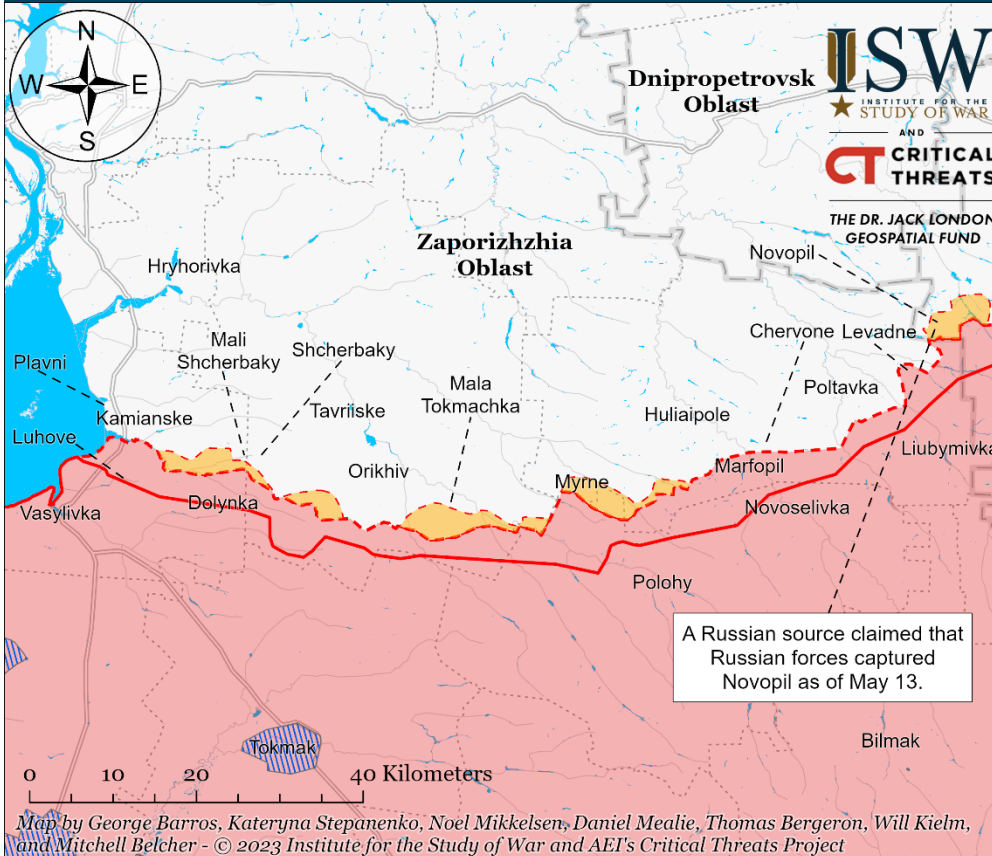 N
W
E
S
ISW
INSTITUTE FOR THE
STUDY OF WAR
AND
CT CRITICAL
THREATS
THE DR. JACK LONDON
GEOSPATIAL FUND
Dnipropetrovsk
Oblast
Zaporizhzhia
Oblast
Novopil
Hryhorivka
Mali
Shcherbaky
Shcherbaky
Chervone
Levadne
Plavni
Mala
Tokmachka
Poltavka
Kamianske
Tavriiske
Huliaipole
Luhove
Liubymivka
Orikhiv
Marfopil
Myrne
Vasylivka
Dolynka
Novoselivka
Polohy
A Russian source claimed that
Russian forces captured
Novopil as of May 13.
Bilmak
Tokmak
0 10 20 40 Kilometers
Map by George Barros, Kateryna Stepanenko, Noel Mikkelsen, Daniel Mealie, Thomas Bergeron, Will Kielm,
and Mitchell Belcher - © 2023 Institute for the Study of War and AEI's Critical Threats Project